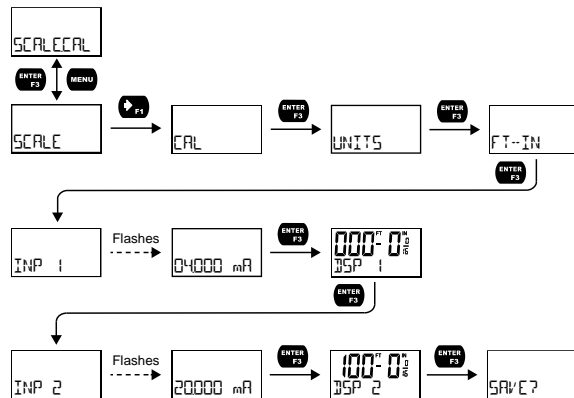 SCALECAL
ENTER F3
MENU
SCALE
F1
CAL
ENTER F3
UNITS
ENTER F3
FT--IN
ENTER F3
INP 1
Flashes
04.000 mA
ENTER F3
000 FT - 0 IN
DSP 1
ENTER F3
INP 2
Flashes
20.000 mA
ENTER F3
100 FT - 0 IN
DSP 2
ENTER F3
SAVE?